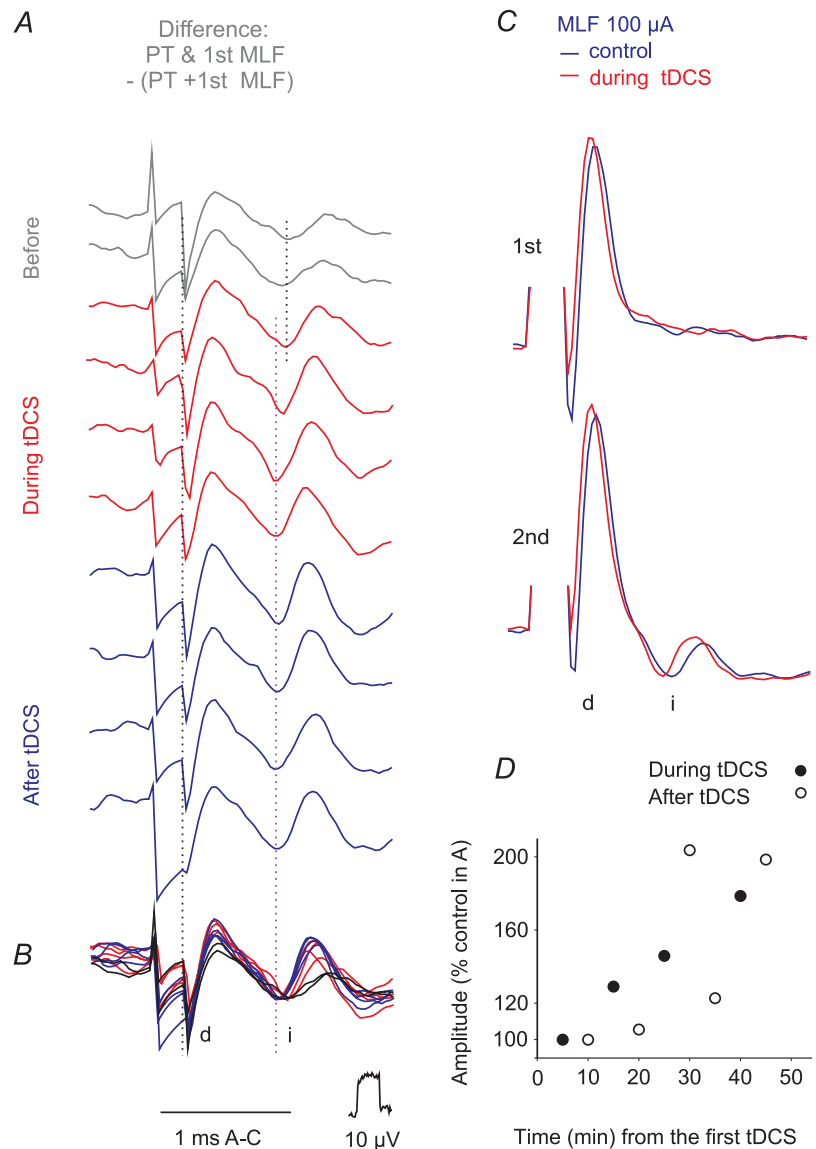 A
Difference:
PT & 1st MLF
- (PT +1st MLF)
Before
During tDCS
After tDCS
B
d
i
1 ms A-C
10 µV
C
MLF 100 µA
control
during tDCS
1st
2nd
d
i
D
During tDCS
After tDCS
Amplitude (% control in A)
200
160
120
100
0
10
20
30
40
50
Time (min) from the first tDCS